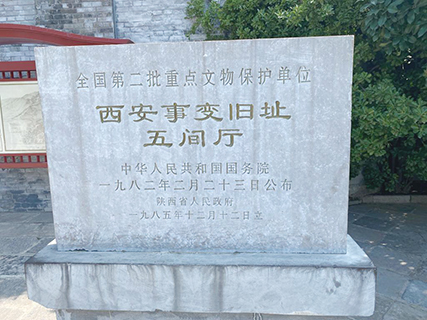 全国第二批重点文物保护单位
西安事变旧址
五间厅
中华人民共和国国务院
一九八二年二月二十三日公布
陕西省人民政府
一九八五年十二月十二日立